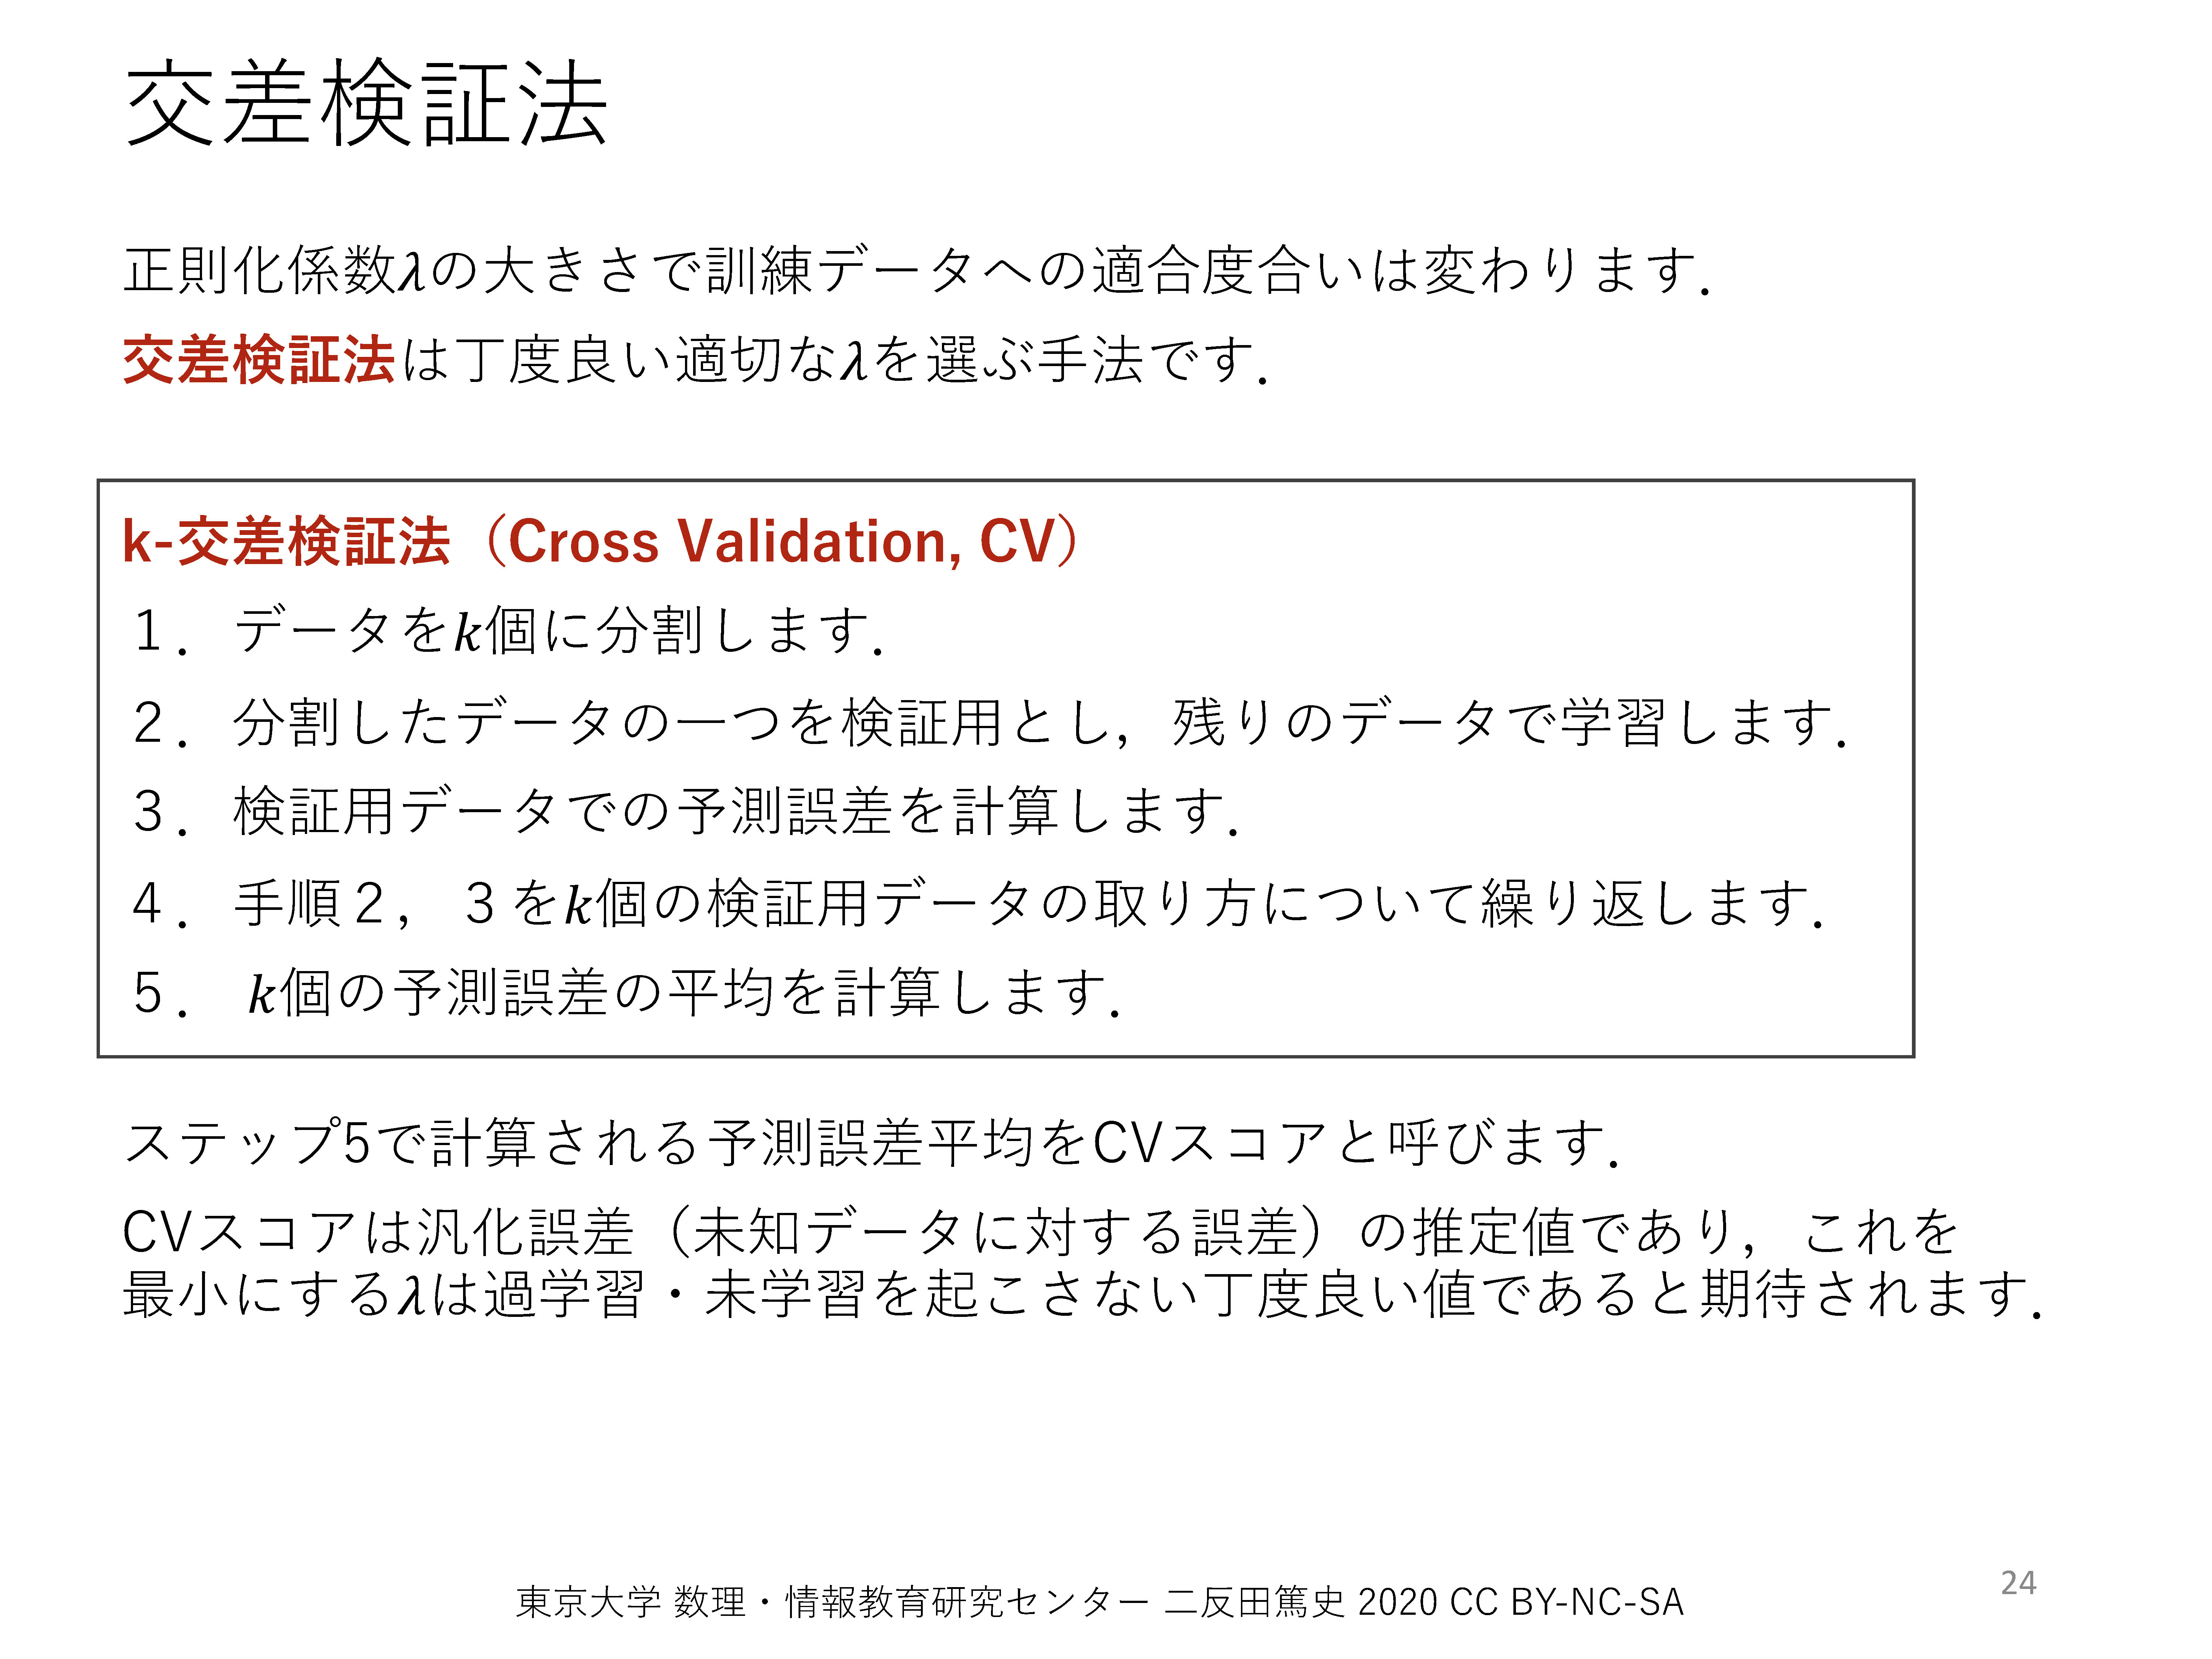 交差検証法
正則化係数λの大きさで訓練データへの適合度合いは変わります．
交差検証法は丁度良い適切なλを選ぶ手法です．
k-交差検証法（Cross Validation, CV）
１． データをk個に分割します．
２． 分割したデータの一つを検証用とし，残りのデータで学習します．
３． 検証用データでの予測誤差を計算します．
４． 手順２，３をk個の検証用データの取り方について繰り返します．
５． k個の予測誤差の平均を計算します．
ステップ5で計算される予測誤差平均をCVスコアと呼びます．
CVスコアは汎化誤差（未知データに対する誤差）の推定値であり，これを
最小にするλは過学習・未学習を起こさない丁度良い値であると期待されます．
東京大学 数理・情報教育研究センター 二反田篤史 2020 CC BY-NC-SA
24